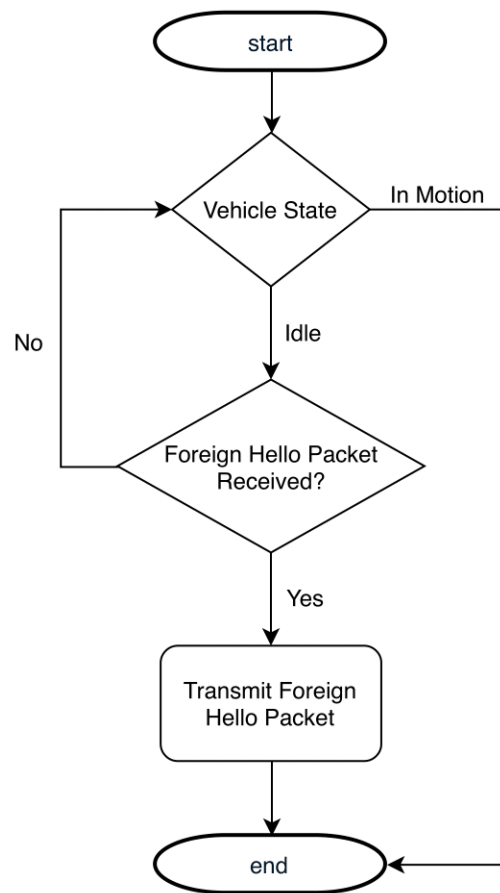 start
Vehicle State
In Motion
Idle
No
Foreign Hello Packet
Received?
Yes
Transmit Foreign
Hello Packet
end